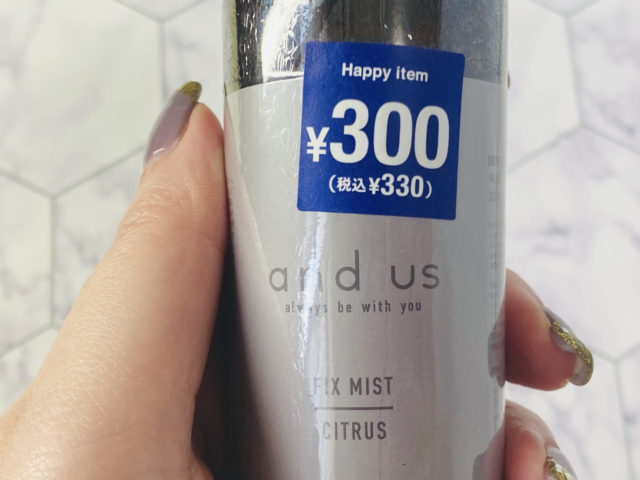 Happy item
¥300
(税込¥330)
and us
always be with you
FIX MIST
CITRUS